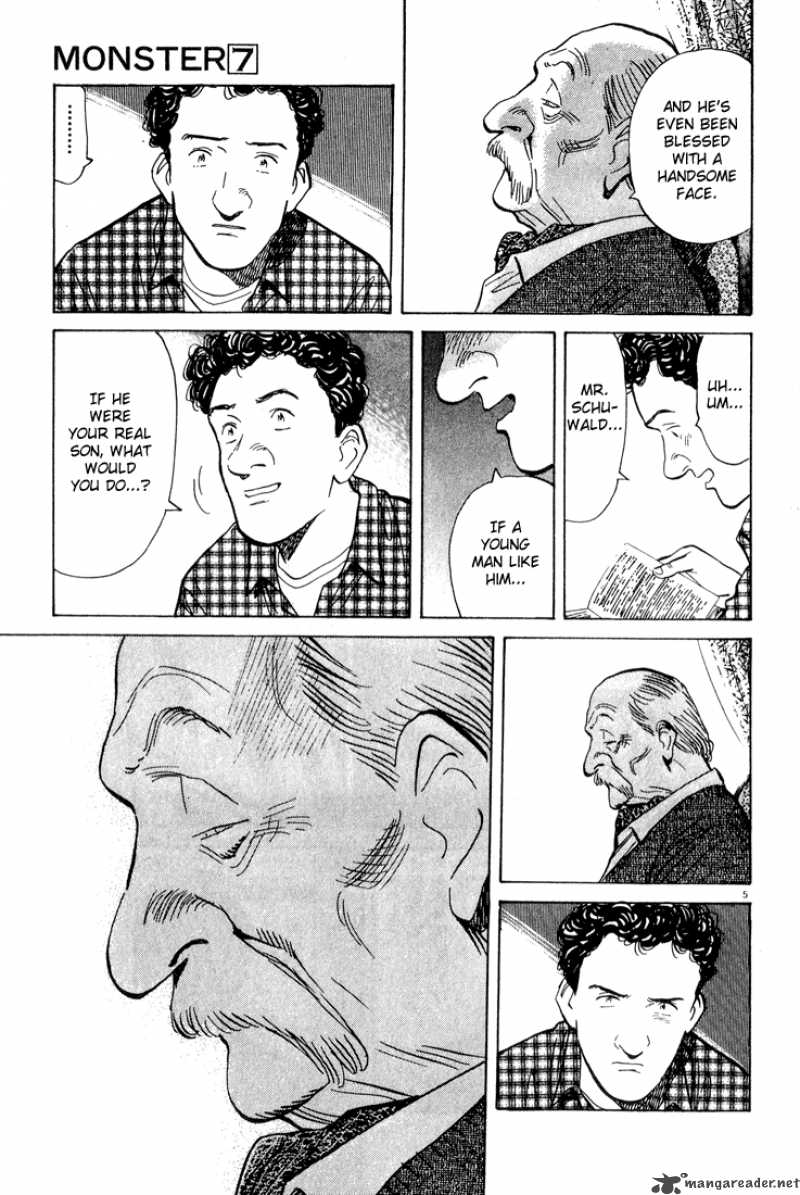 MONSTER 7
AND HE'S
EVEN BEEN
BLESSED
WITH A
HANDSOME
FACE.
........
UH...
UM...
MR.
SCHU-
WALD...
IF A
YOUNG
MAN LIKE
HIM...
IF HE
WERE
YOUR REAL
SON, WHAT
WOULD
YOU DO...?
5
mangareader.net